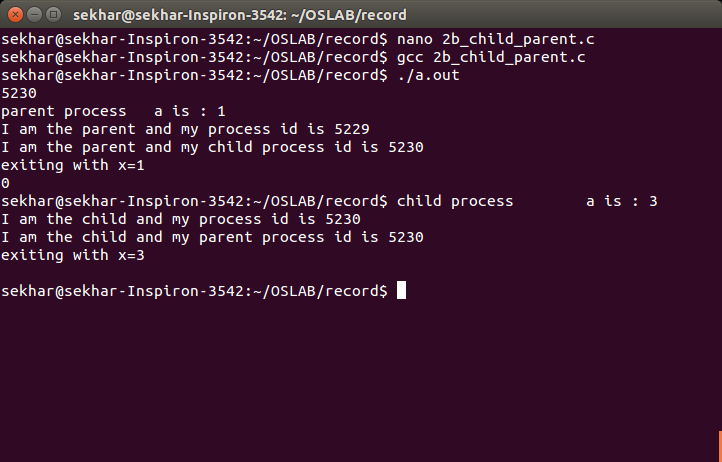 sekhar@sekhar-Inspiron-3542: ~/OSLAB/record
sekhar@sekhar-Inspiron-3542:~/OSLAB/record$ nano 2b_child_parent.c
sekhar@sekhar-Inspiron-3542:~/OSLAB/record$ gcc 2b_child_parent.c
sekhar@sekhar-Inspiron-3542:~/OSLAB/record$ ./a.out
5230
parent process   a is : 1
I am the parent and my process id is 5229
I am the parent and my child process id is 5230
exiting with x=1
0
sekhar@sekhar-Inspiron-3542:~/OSLAB/record$ child process        a is : 3
I am the child and my process id is 5230
I am the child and my parent process id is 5230
exiting with x=3
sekhar@sekhar-Inspiron-3542:~/OSLAB/record$